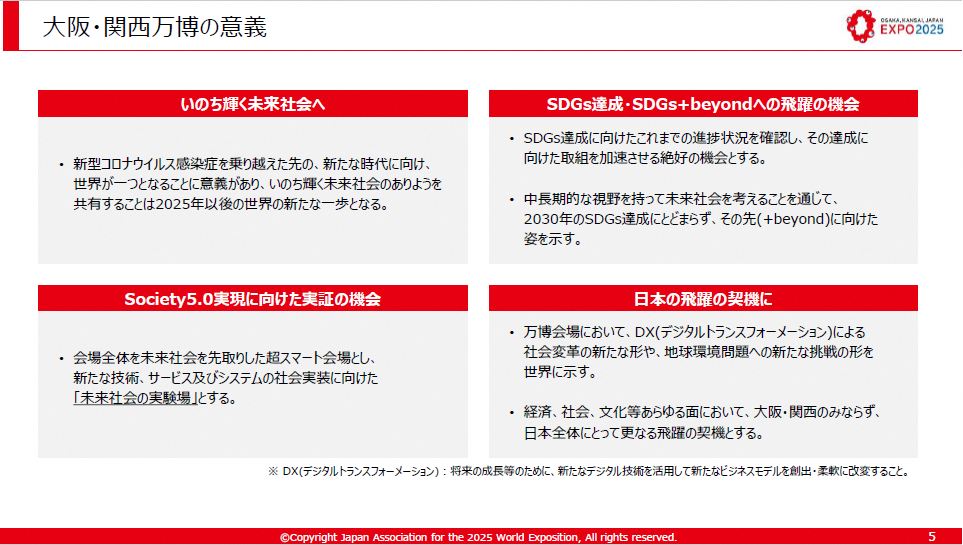 大阪・関西万博の意義
OSAKA, KANSAI, JAPAN
EXPO2025
いのち輝く未来社会へ
・ 新型コロナウイルス感染症を乗り越えた先の、新たな時代に向け、
世界が一つとなることに意義があり、いのち輝く未来社会のありようを
共有することは2025年以後の世界の新たな一歩となる。
SDGs達成・SDGs+beyondへの飛躍の機会
・ SDGs達成に向けたこれまでの進捗状況を確認し、その達成に
向けた取組を加速させる絶好の機会とする。
・ 中長期的な視野を持って未来社会を考えることを通じて、
2030年のSDGs達成にとどまらず、その先(+beyond)に向けた
姿を示す。
Society5.0実現に向けた実証の機会
・ 会場全体を未来社会を先取りした超スマート会場とし、
新たな技術、サービス及びシステムの社会実装に向けた
「未来社会の実験場」とする。
日本の飛躍の契機に
・ 万博会場において、DX(デジタルトランスフォーメーション)による
社会変革の新たな形や、地球環境問題への新たな挑戦の形を
世界に示す。
・ 経済、社会、文化等あらゆる面において、大阪・関西のみならず、
日本全体にとって更なる飛躍の契機とする。
※ DX(デジタルトランスフォーメーション)：将来の成長等のために、新たなデジタル技術を活用して新たなビジネスモデルを創出・柔軟に改変すること。
©Copyright Japan Association for the 2025 World Exposition, All rights reserved.
5